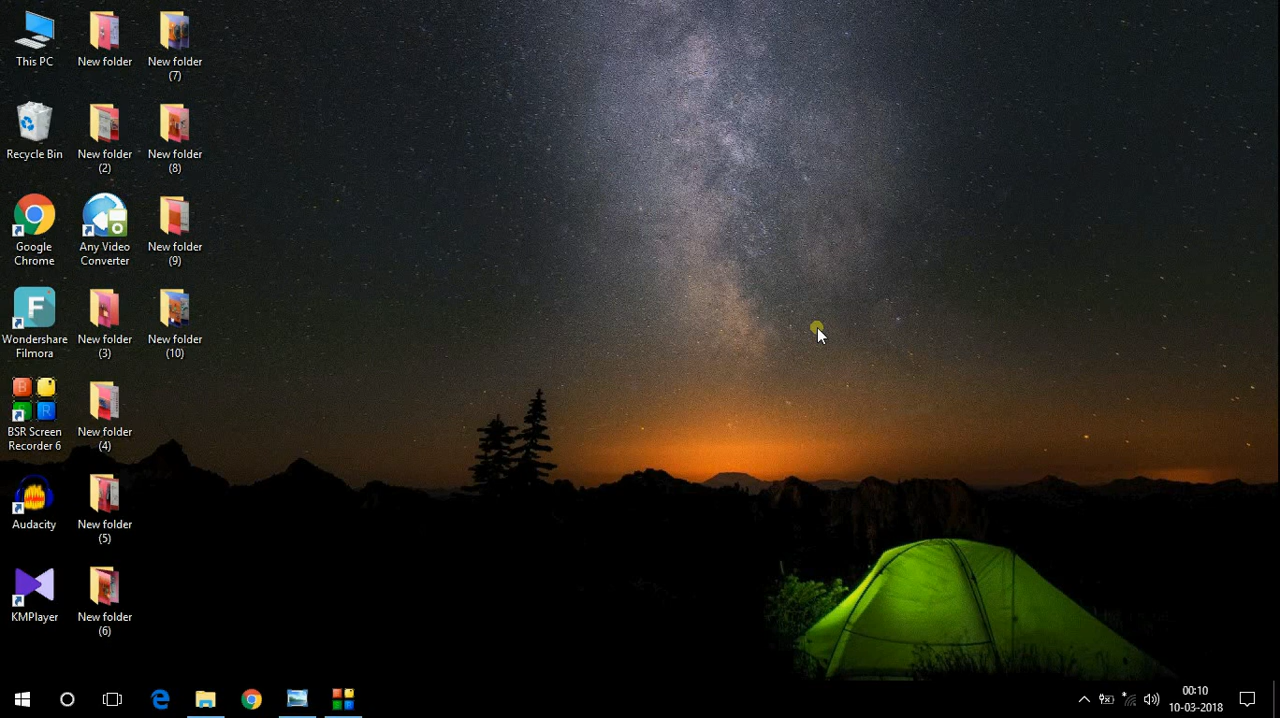 This PC
Recycle Bin
Google
Chrome
Wondershare
Filmora
BSR Screen
Recorder 6
Audacity
KMPlayer
New folder
New folder
(2)
Any Video
Converter
New folder
(3)
New folder
(4)
New folder
(5)
New folder
(6)
New folder
(7)
New folder
(8)
New folder
(9)
New folder
(10)
00:10
10-03-2018